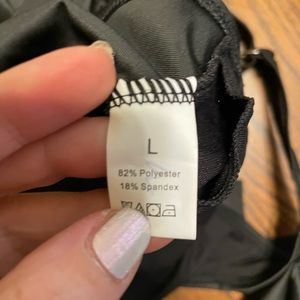 L
82% Polyester
18% Spandex